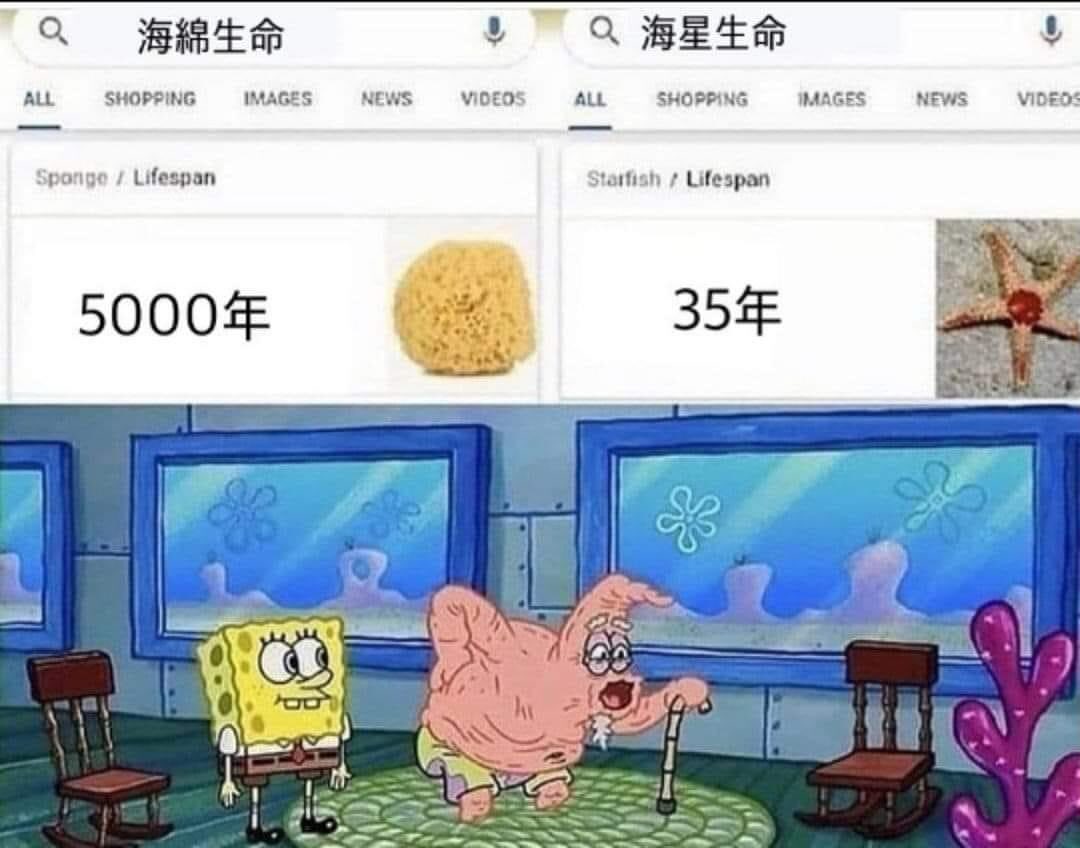 海綿生命
ALL SHOPPING IMAGES NEWS VIDEOS
Sponge / Lifespan
5000年
海星生命
ALL SHOPPING IMAGES NEWS VIDEOS
Starfish / Lifespan
35年